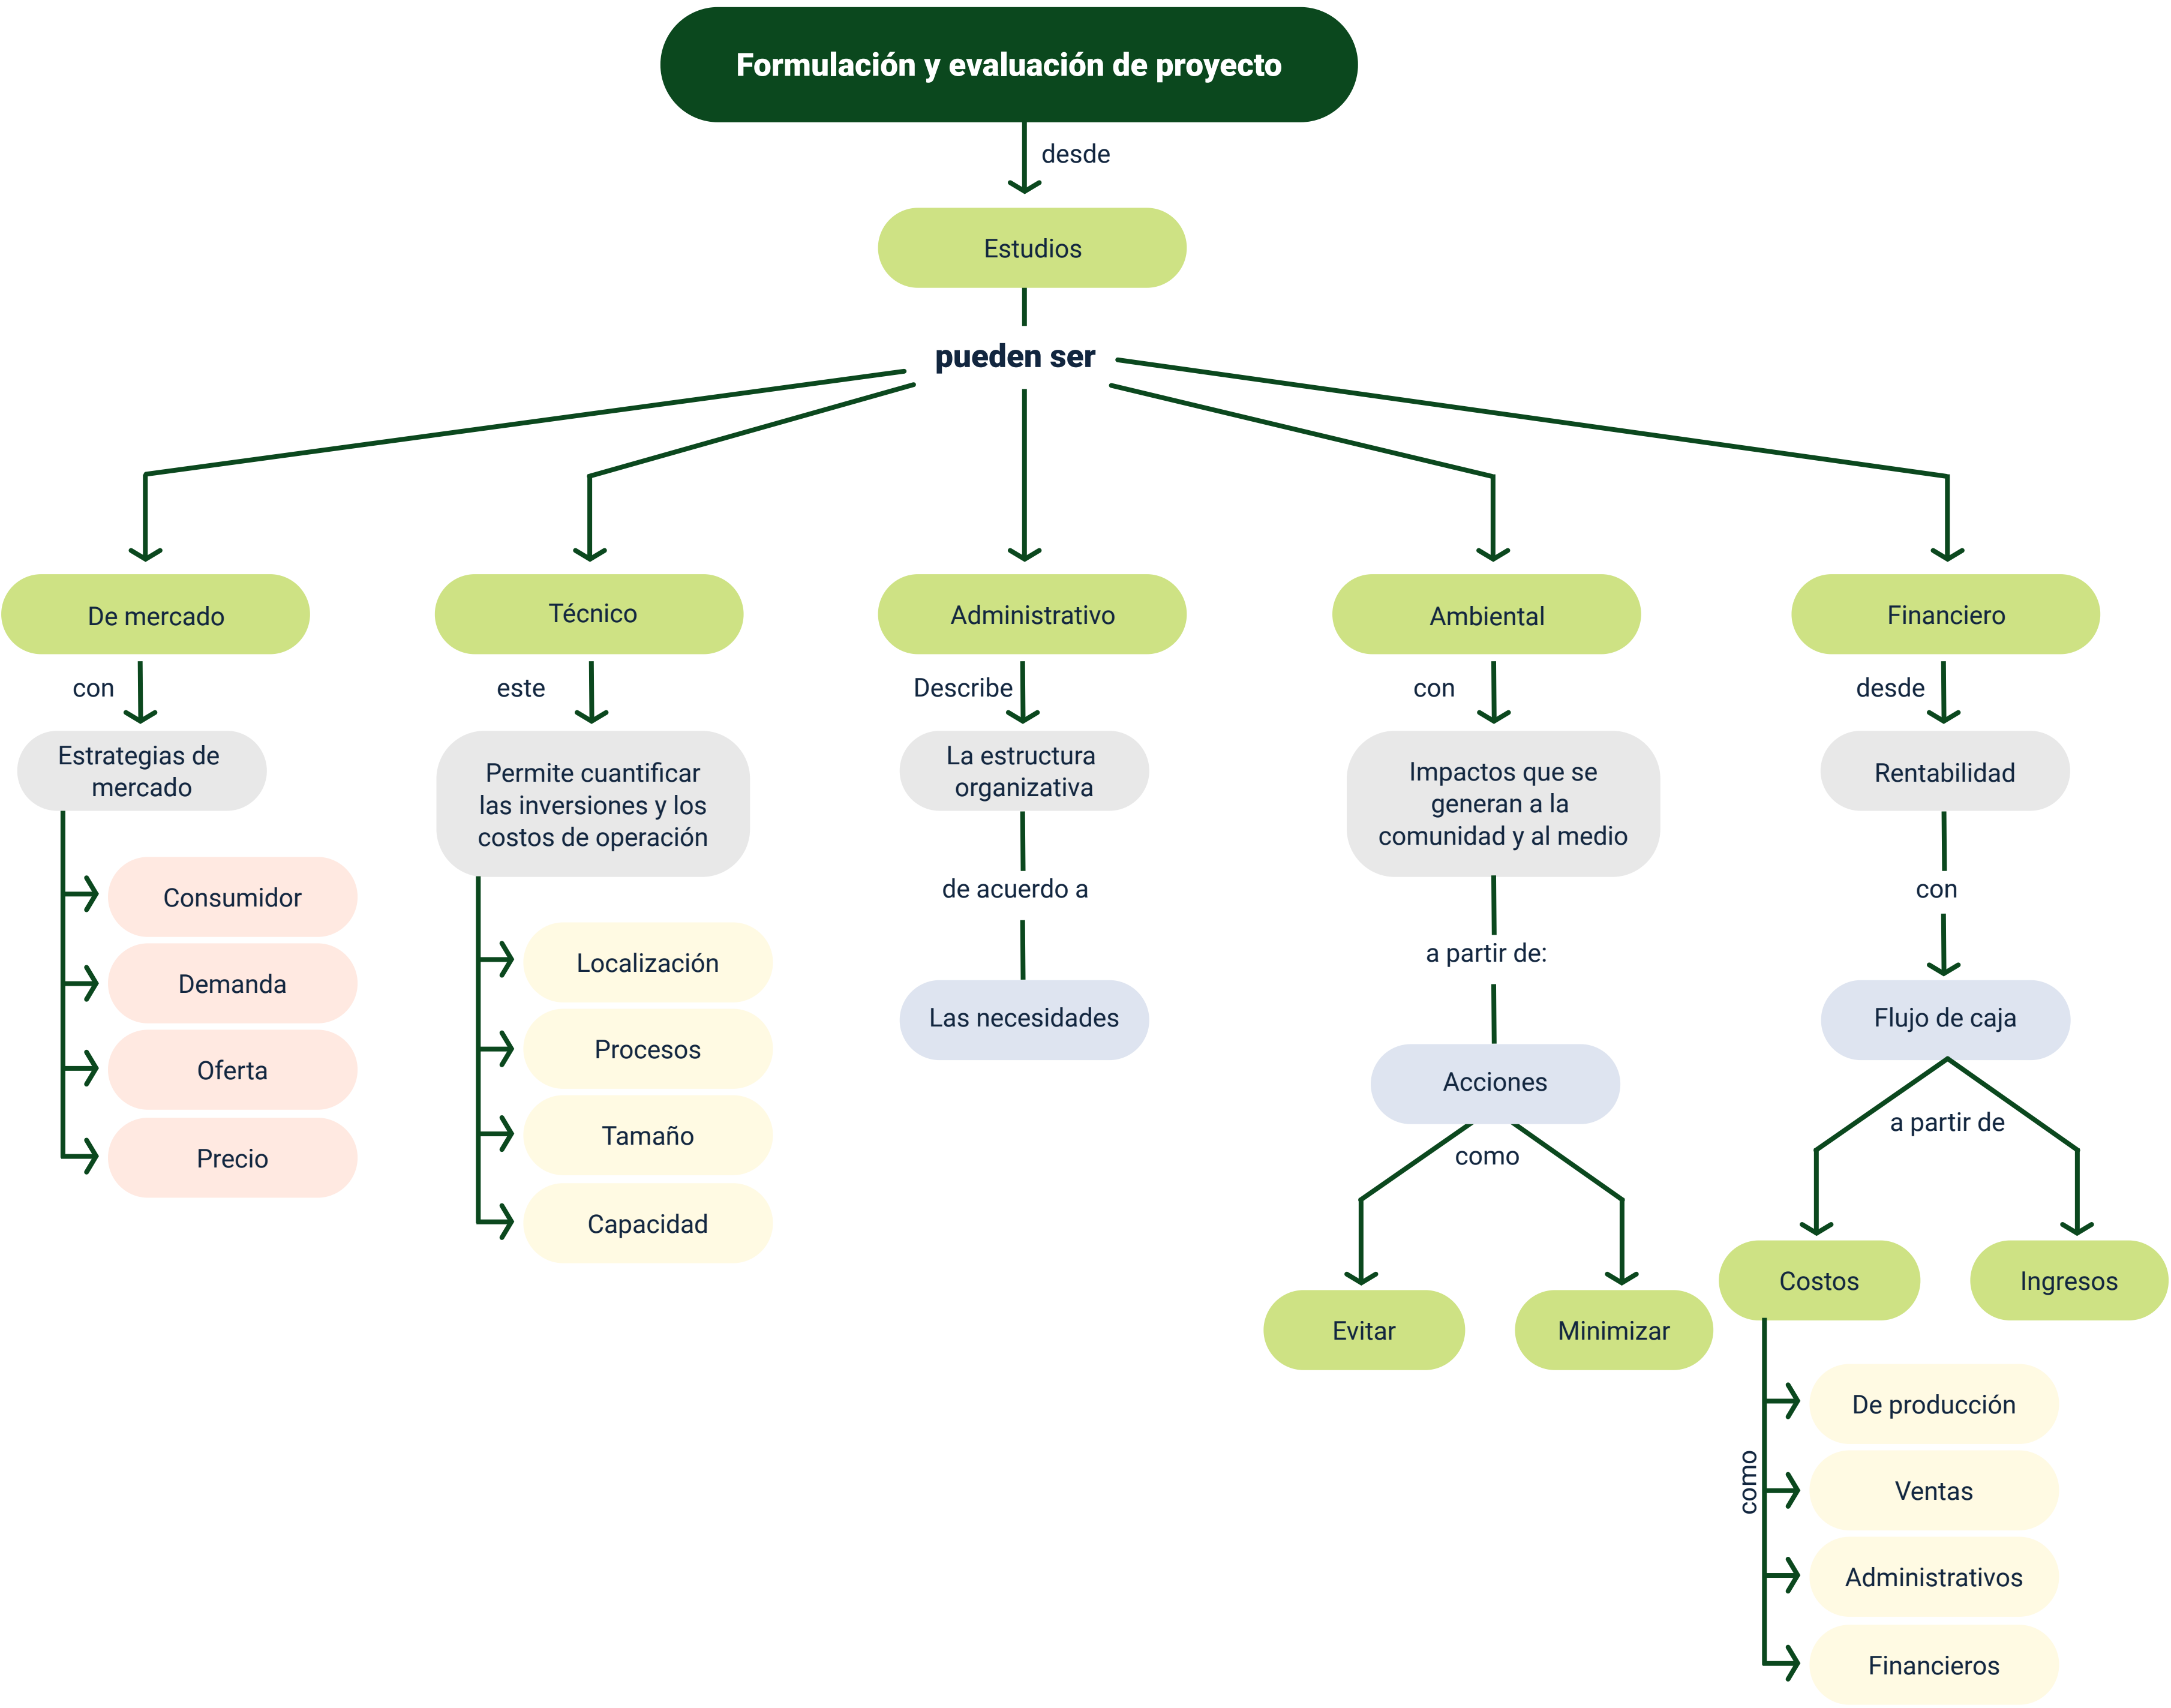 Formulación y evaluación de proyecto
desde
Estudios
pueden ser
De mercado
con
Estrategias de
mercado
Consumidor
Demanda
Oferta
Precio
Técnico
este
Permite cuantificar
las inversiones y los
costos de operación
Localización
Procesos
Tamaño
Capacidad
Administrativo
Describe
La estructura
organizativa
de acuerdo a
Las necesidades
Ambiental
con
Impactos que se
generan a la
comunidad y al medio
a partir de:
Acciones
como
Evitar
Minimizar
Financiero
desde
Rentabilidad
con
Flujo de caja
a partir de
Costos
Ingresos
como
De producción
Ventas
Administrativos
Financieros